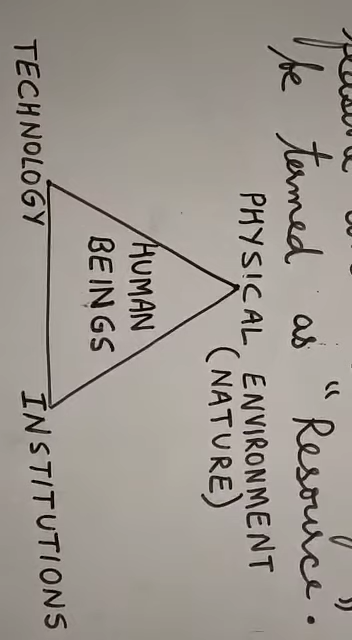 be termed as "Resource".
PHYSICAL ENVIRONMENT
(NATURE)
HUMAN
BEINGS
TECHNOLOGY
INSTITUTIONS